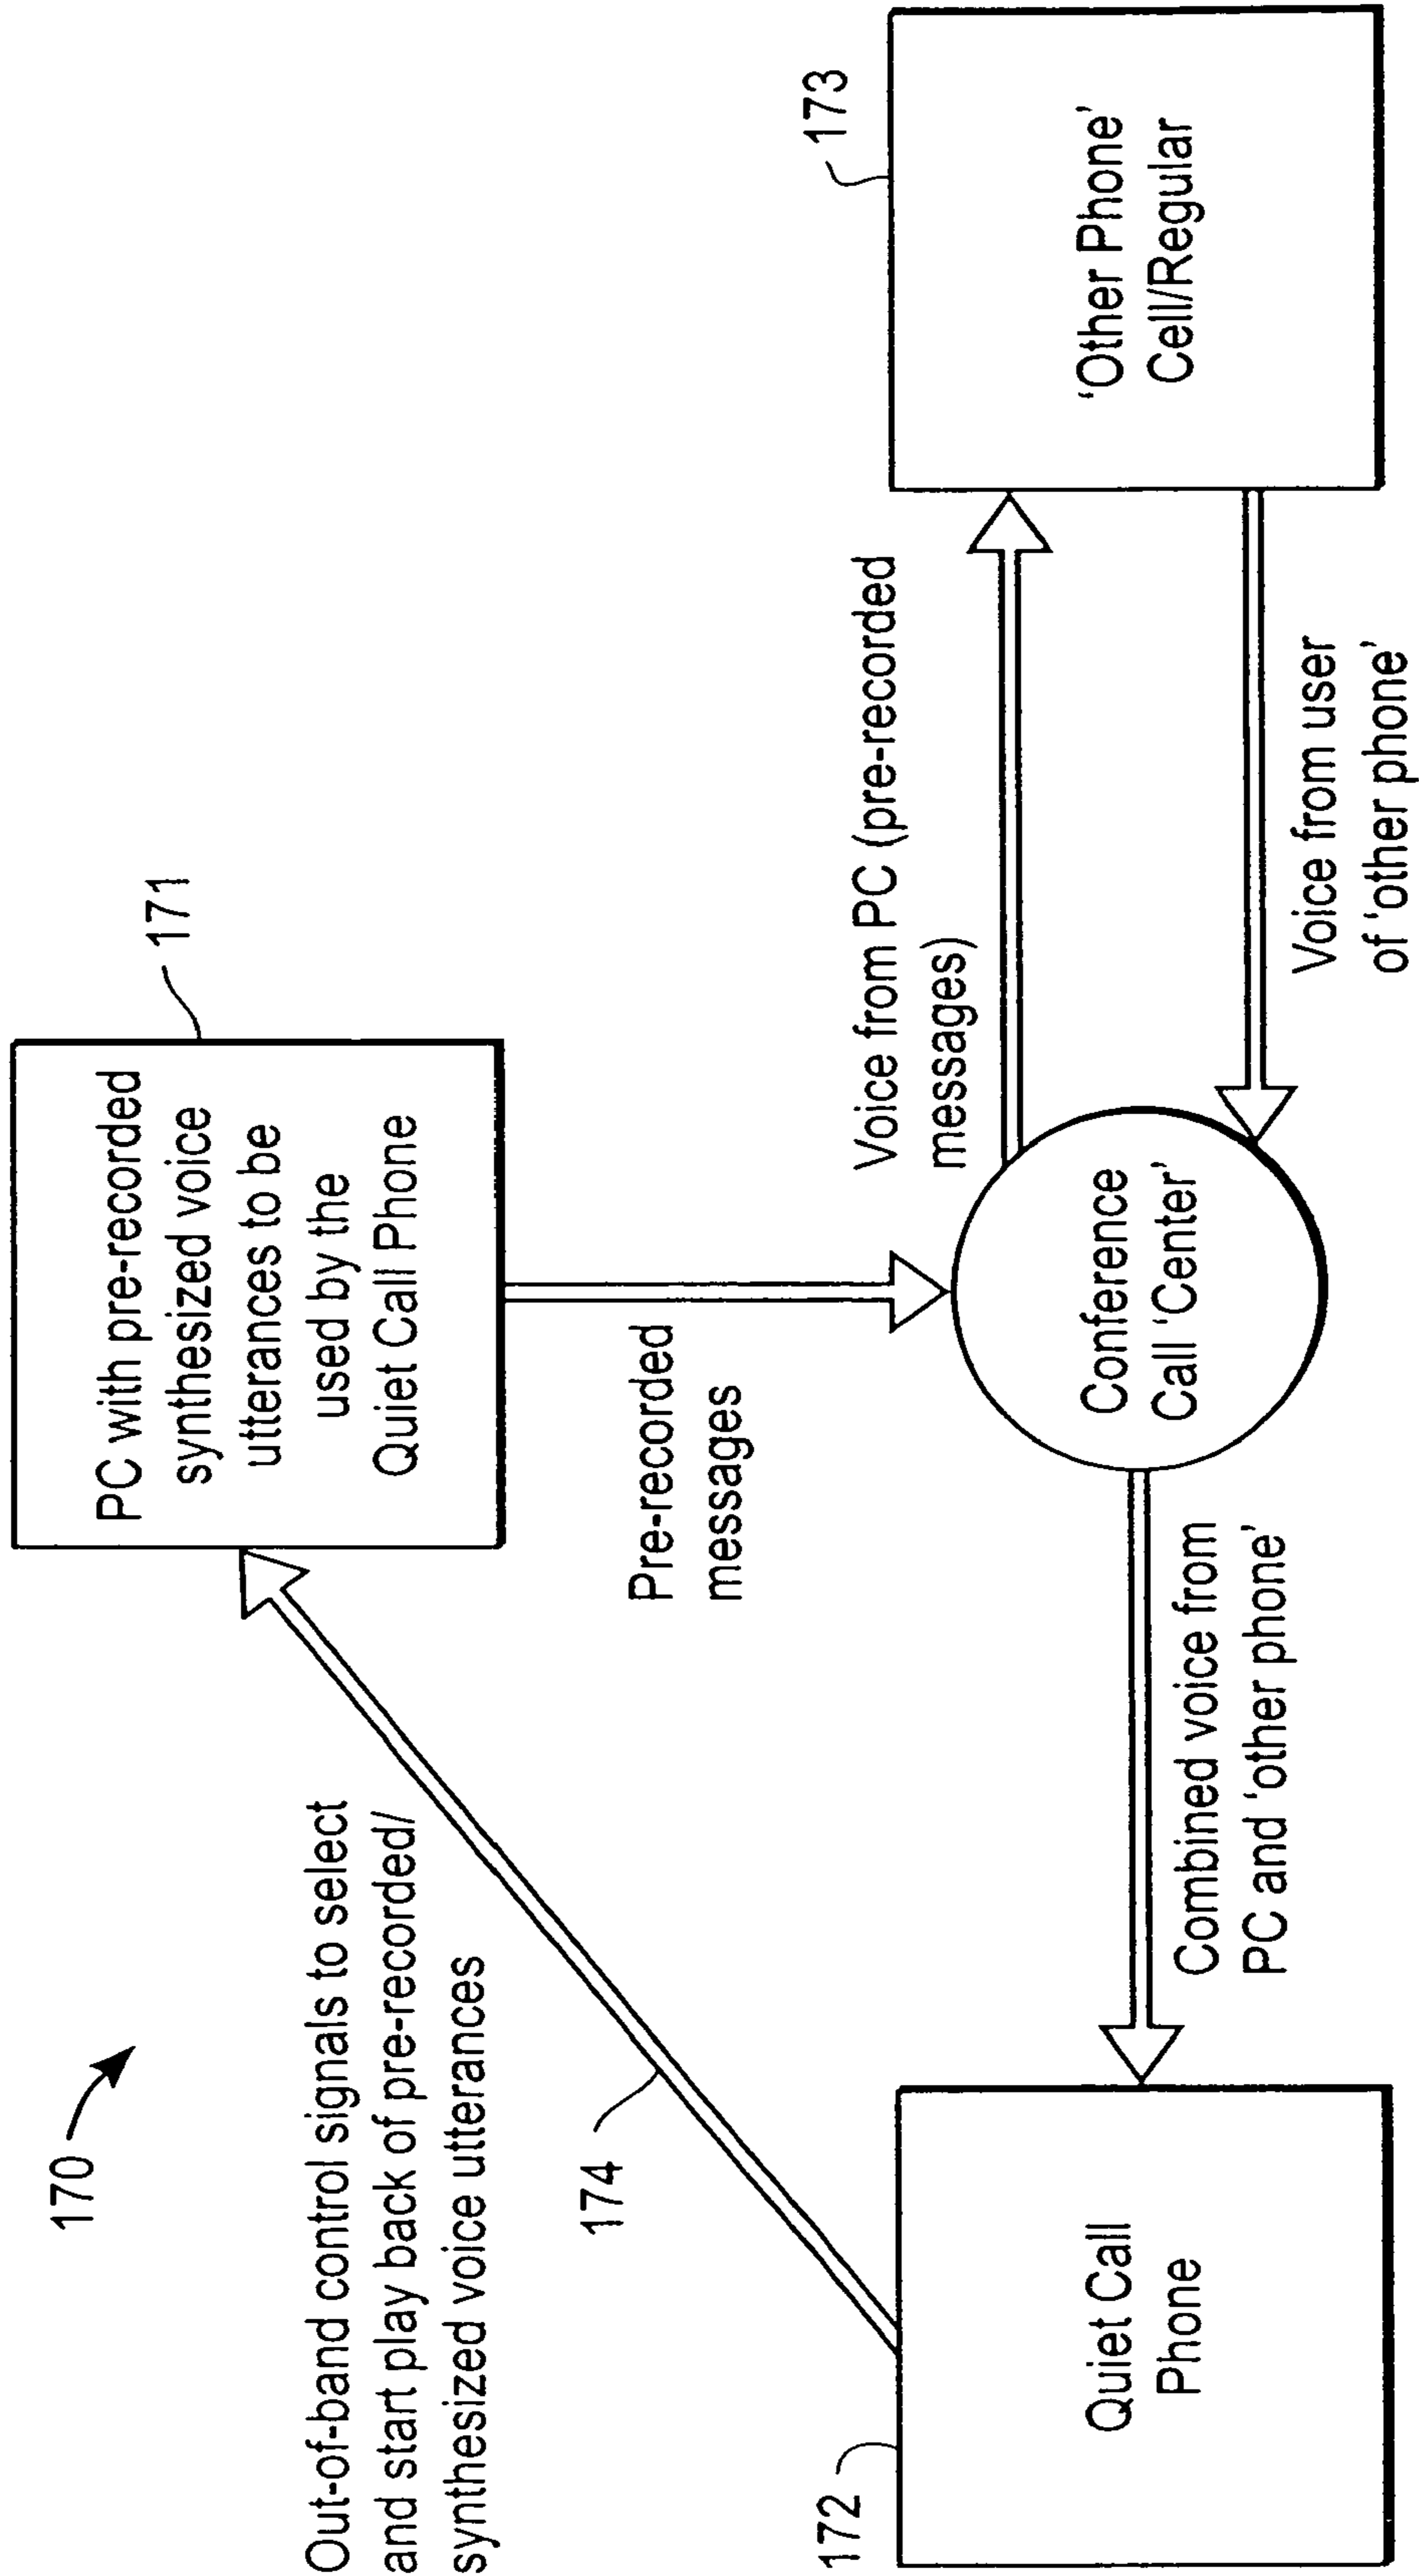 170
Out-of-band control signals to select
and start play back of pre-recorded/
synthesized voice utterances
174
PC with pre-recorded
synthesized voice
utterances to be
used by the
Quiet Call Phone
171
Pre-recorded
messages
172
Quiet Call
Phone
Combined voice from
PC and ‘other phone’
Conference
Call ‘Center’
Voice from PC (pre-recorded
messages)
Voice from user
of ‘other phone’
173
‘Other Phone’
Cell/Regular